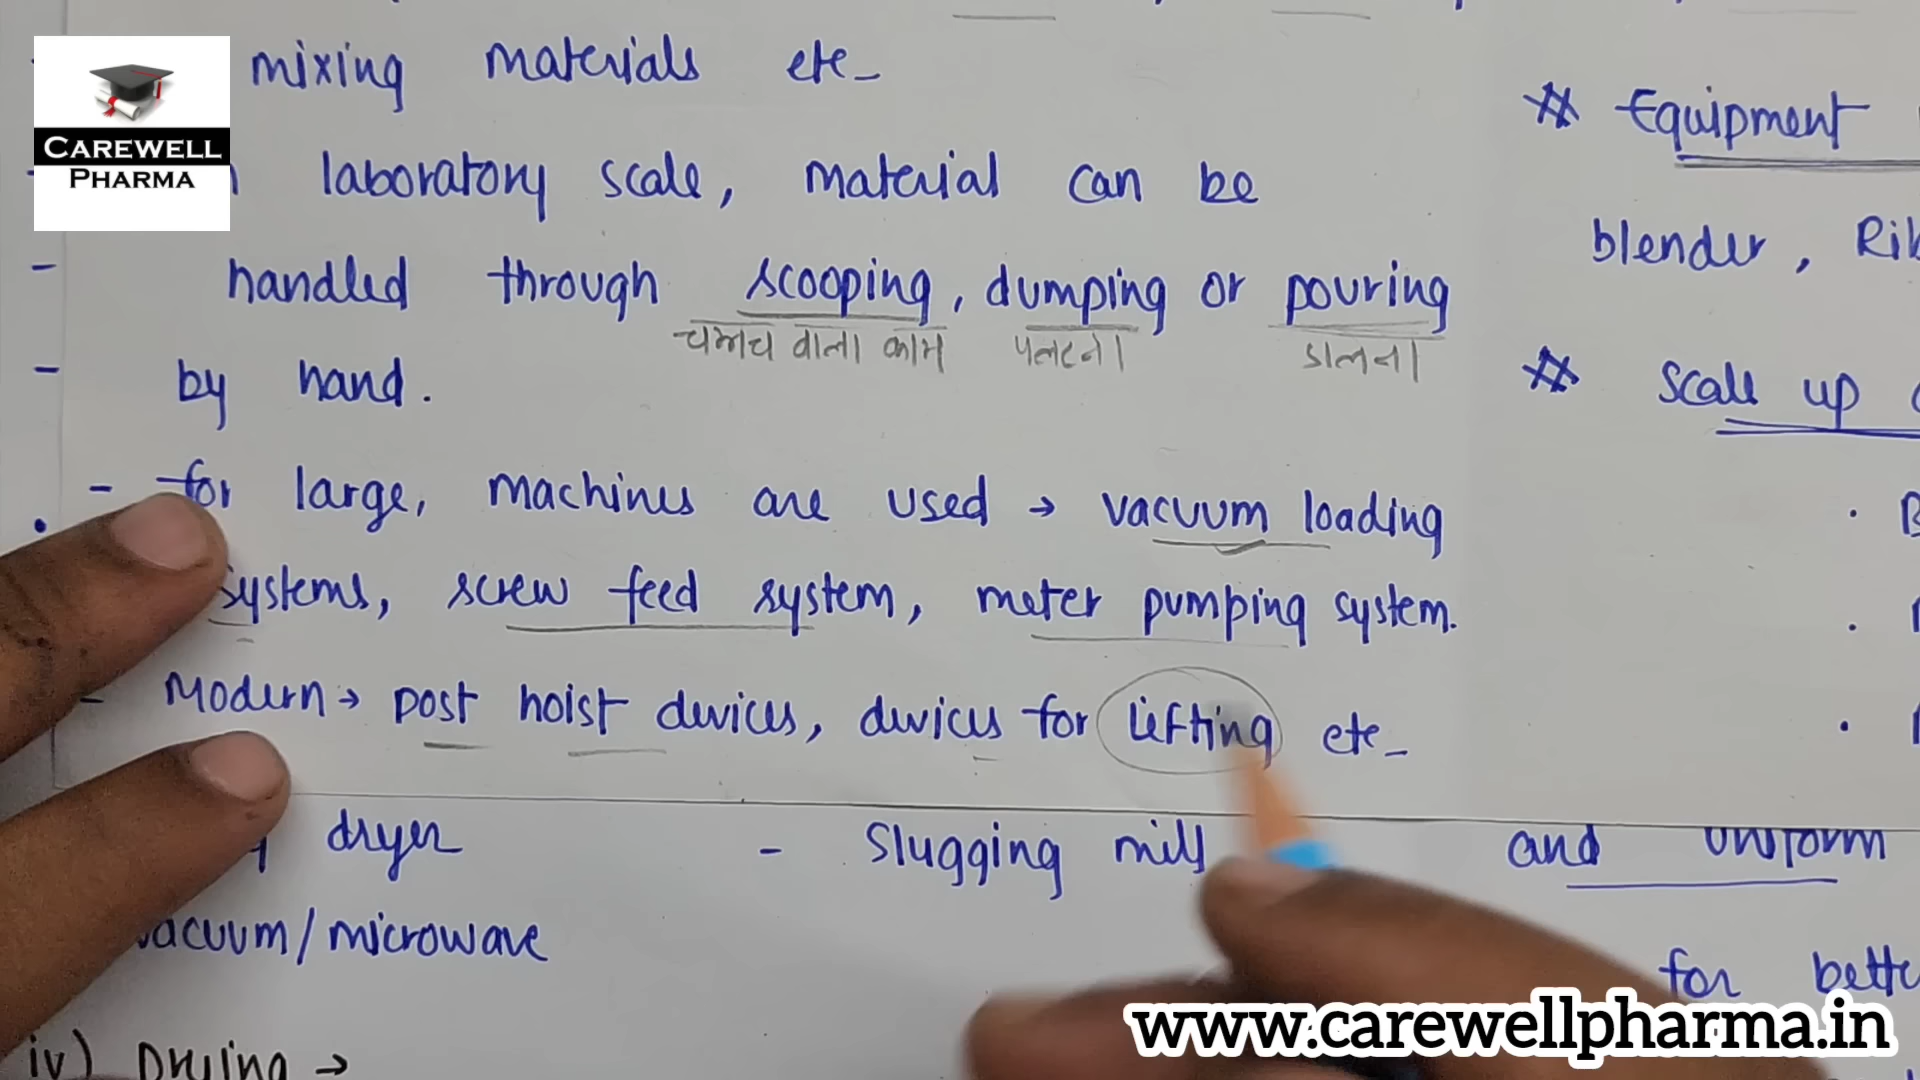 CAREWELL
PHARMA
mixing materials etc-
laboratory scale, material can be
- handled through scooping, dumping or pouring
चमच वाला काम पलटना डालना
- by hand.
- for large, machines are used → vacuum loading
systems, screw feed system, meter pumping system.
- Modern → post hoist devices, devices for Liefting etc-
dryer
vacuum/microwave
iv) Drying →
- Slugging mill
Equipment
blender,
Scale up
and uniform
for
www.carewellpharma.in